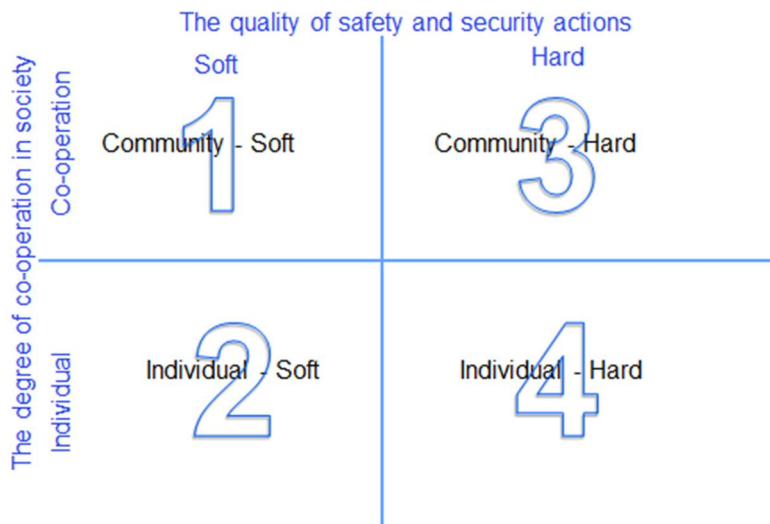 The quality of safety and security actions
Soft
Hard
The degree of co-operation in society
Co-operation
Individual
1
Community - Soft
3
Community - Hard
2
Individual - Soft
4
Individual - Hard